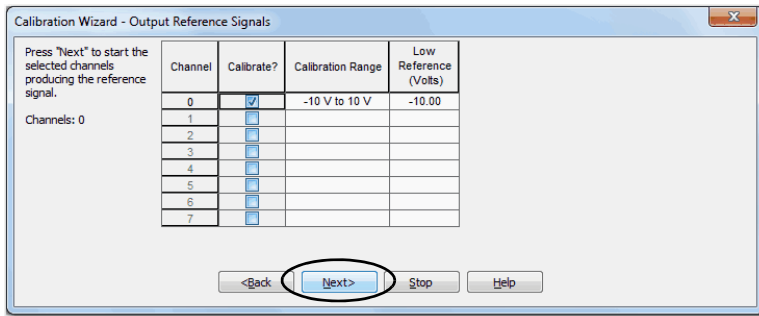 Calibration Wizard - Output Reference Signals
x
Press "Next" to start the
selected channels
producing the reference
signal.
Channels: 0
Channel Calibrate? Calibration Range Low Reference (Volts)
0 -10 V to 10 V -10.00
1
2
3
4
5
6
7
<Back Next> Stop Help